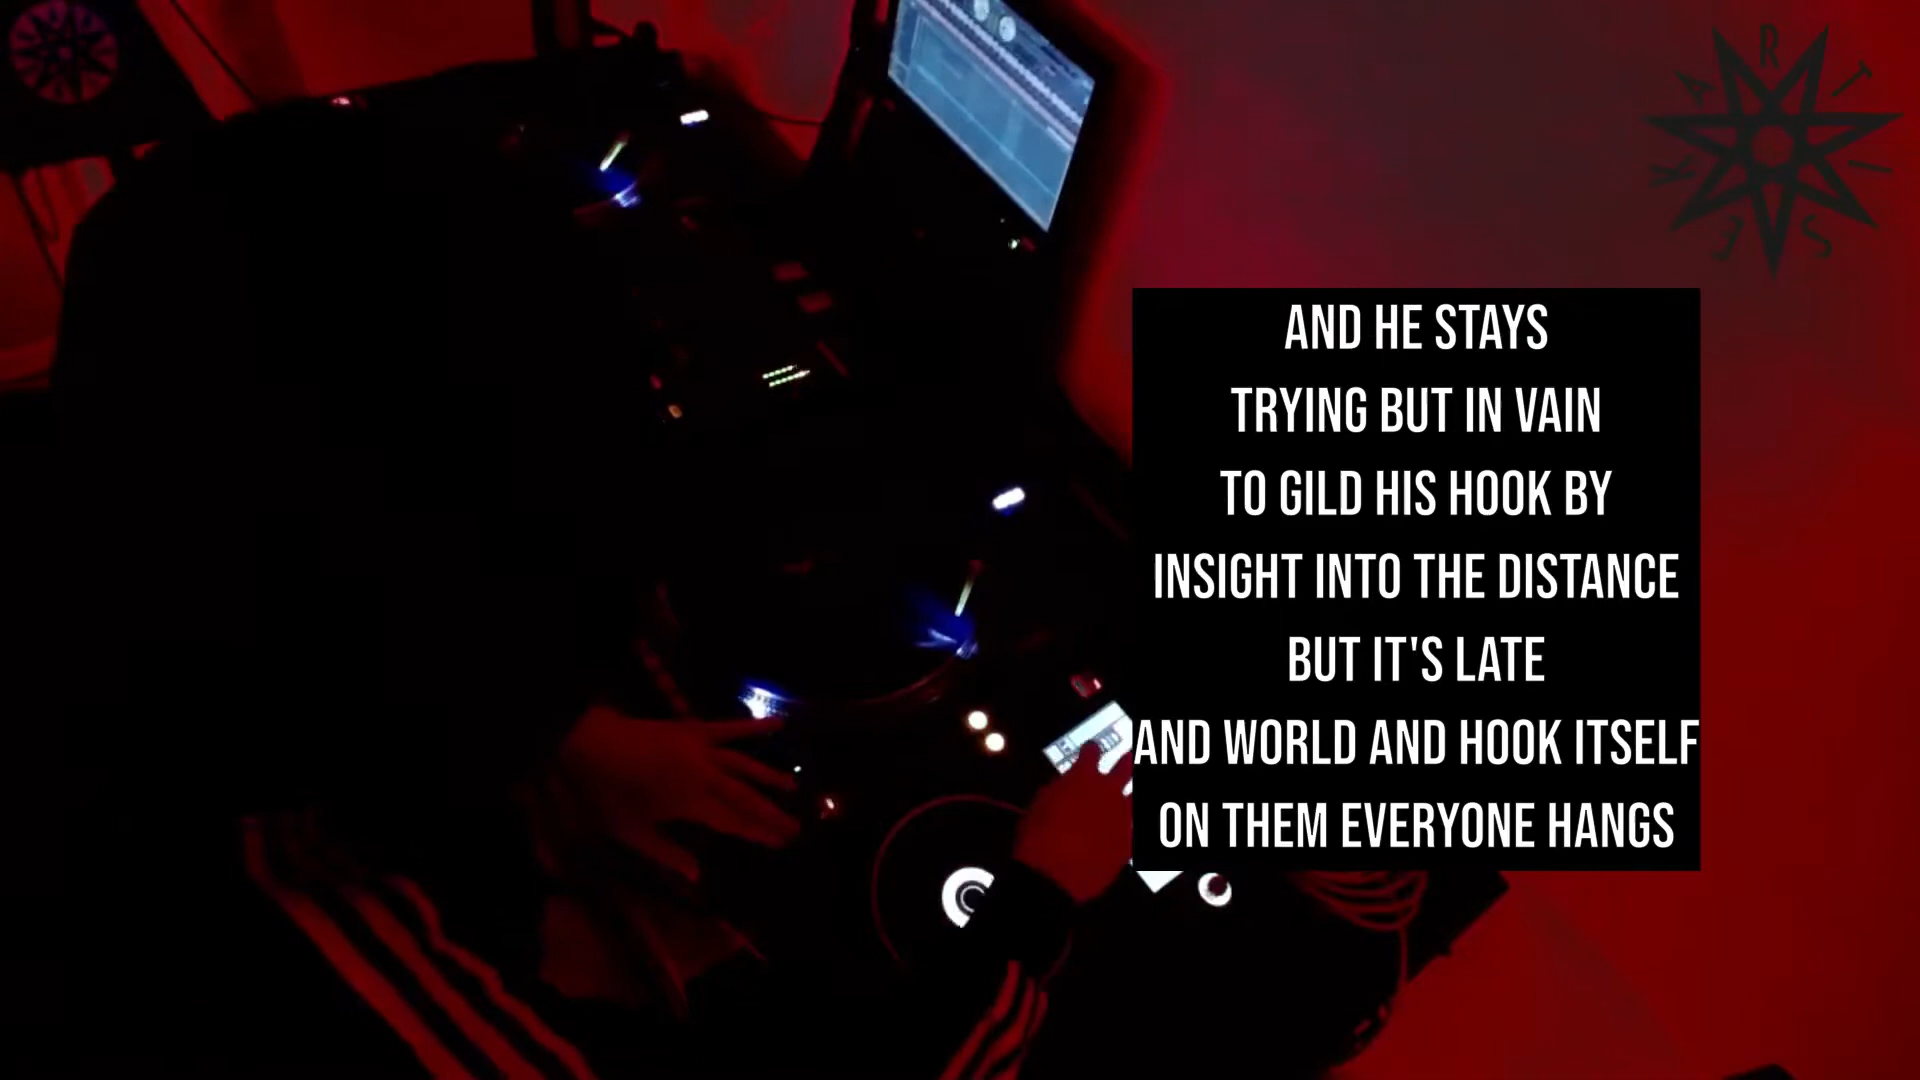 AND HE STAYS
TRYING BUT IN VAIN
TO GILD HIS HOOK BY
INSIGHT INTO THE DISTANCE
BUT IT'S LATE
AND WORLD AND HOOK ITSELF
ON THEM EVERYONE HANGS